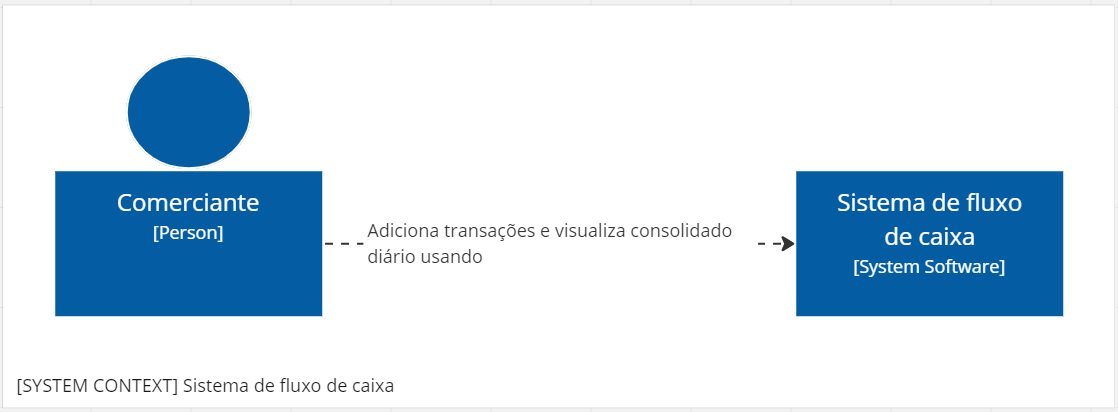 Comerciante
[Person]
Adiciona transações e visualiza consolidado
diário usando
Sistema de fluxo
de caixa
[System Software]
[SYSTEM CONTEXT] Sistema de fluxo de caixa